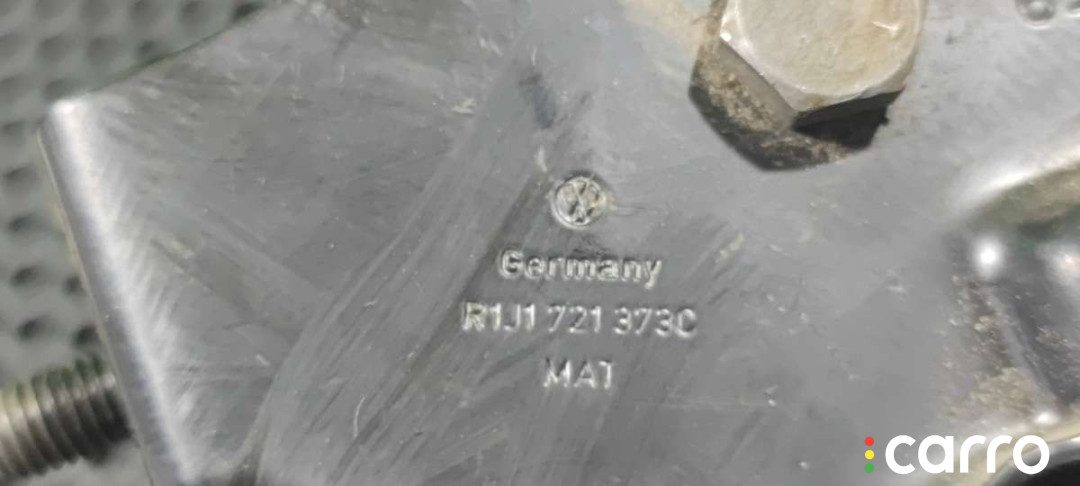 Germany
R1J1 721 373C
MAT
carro